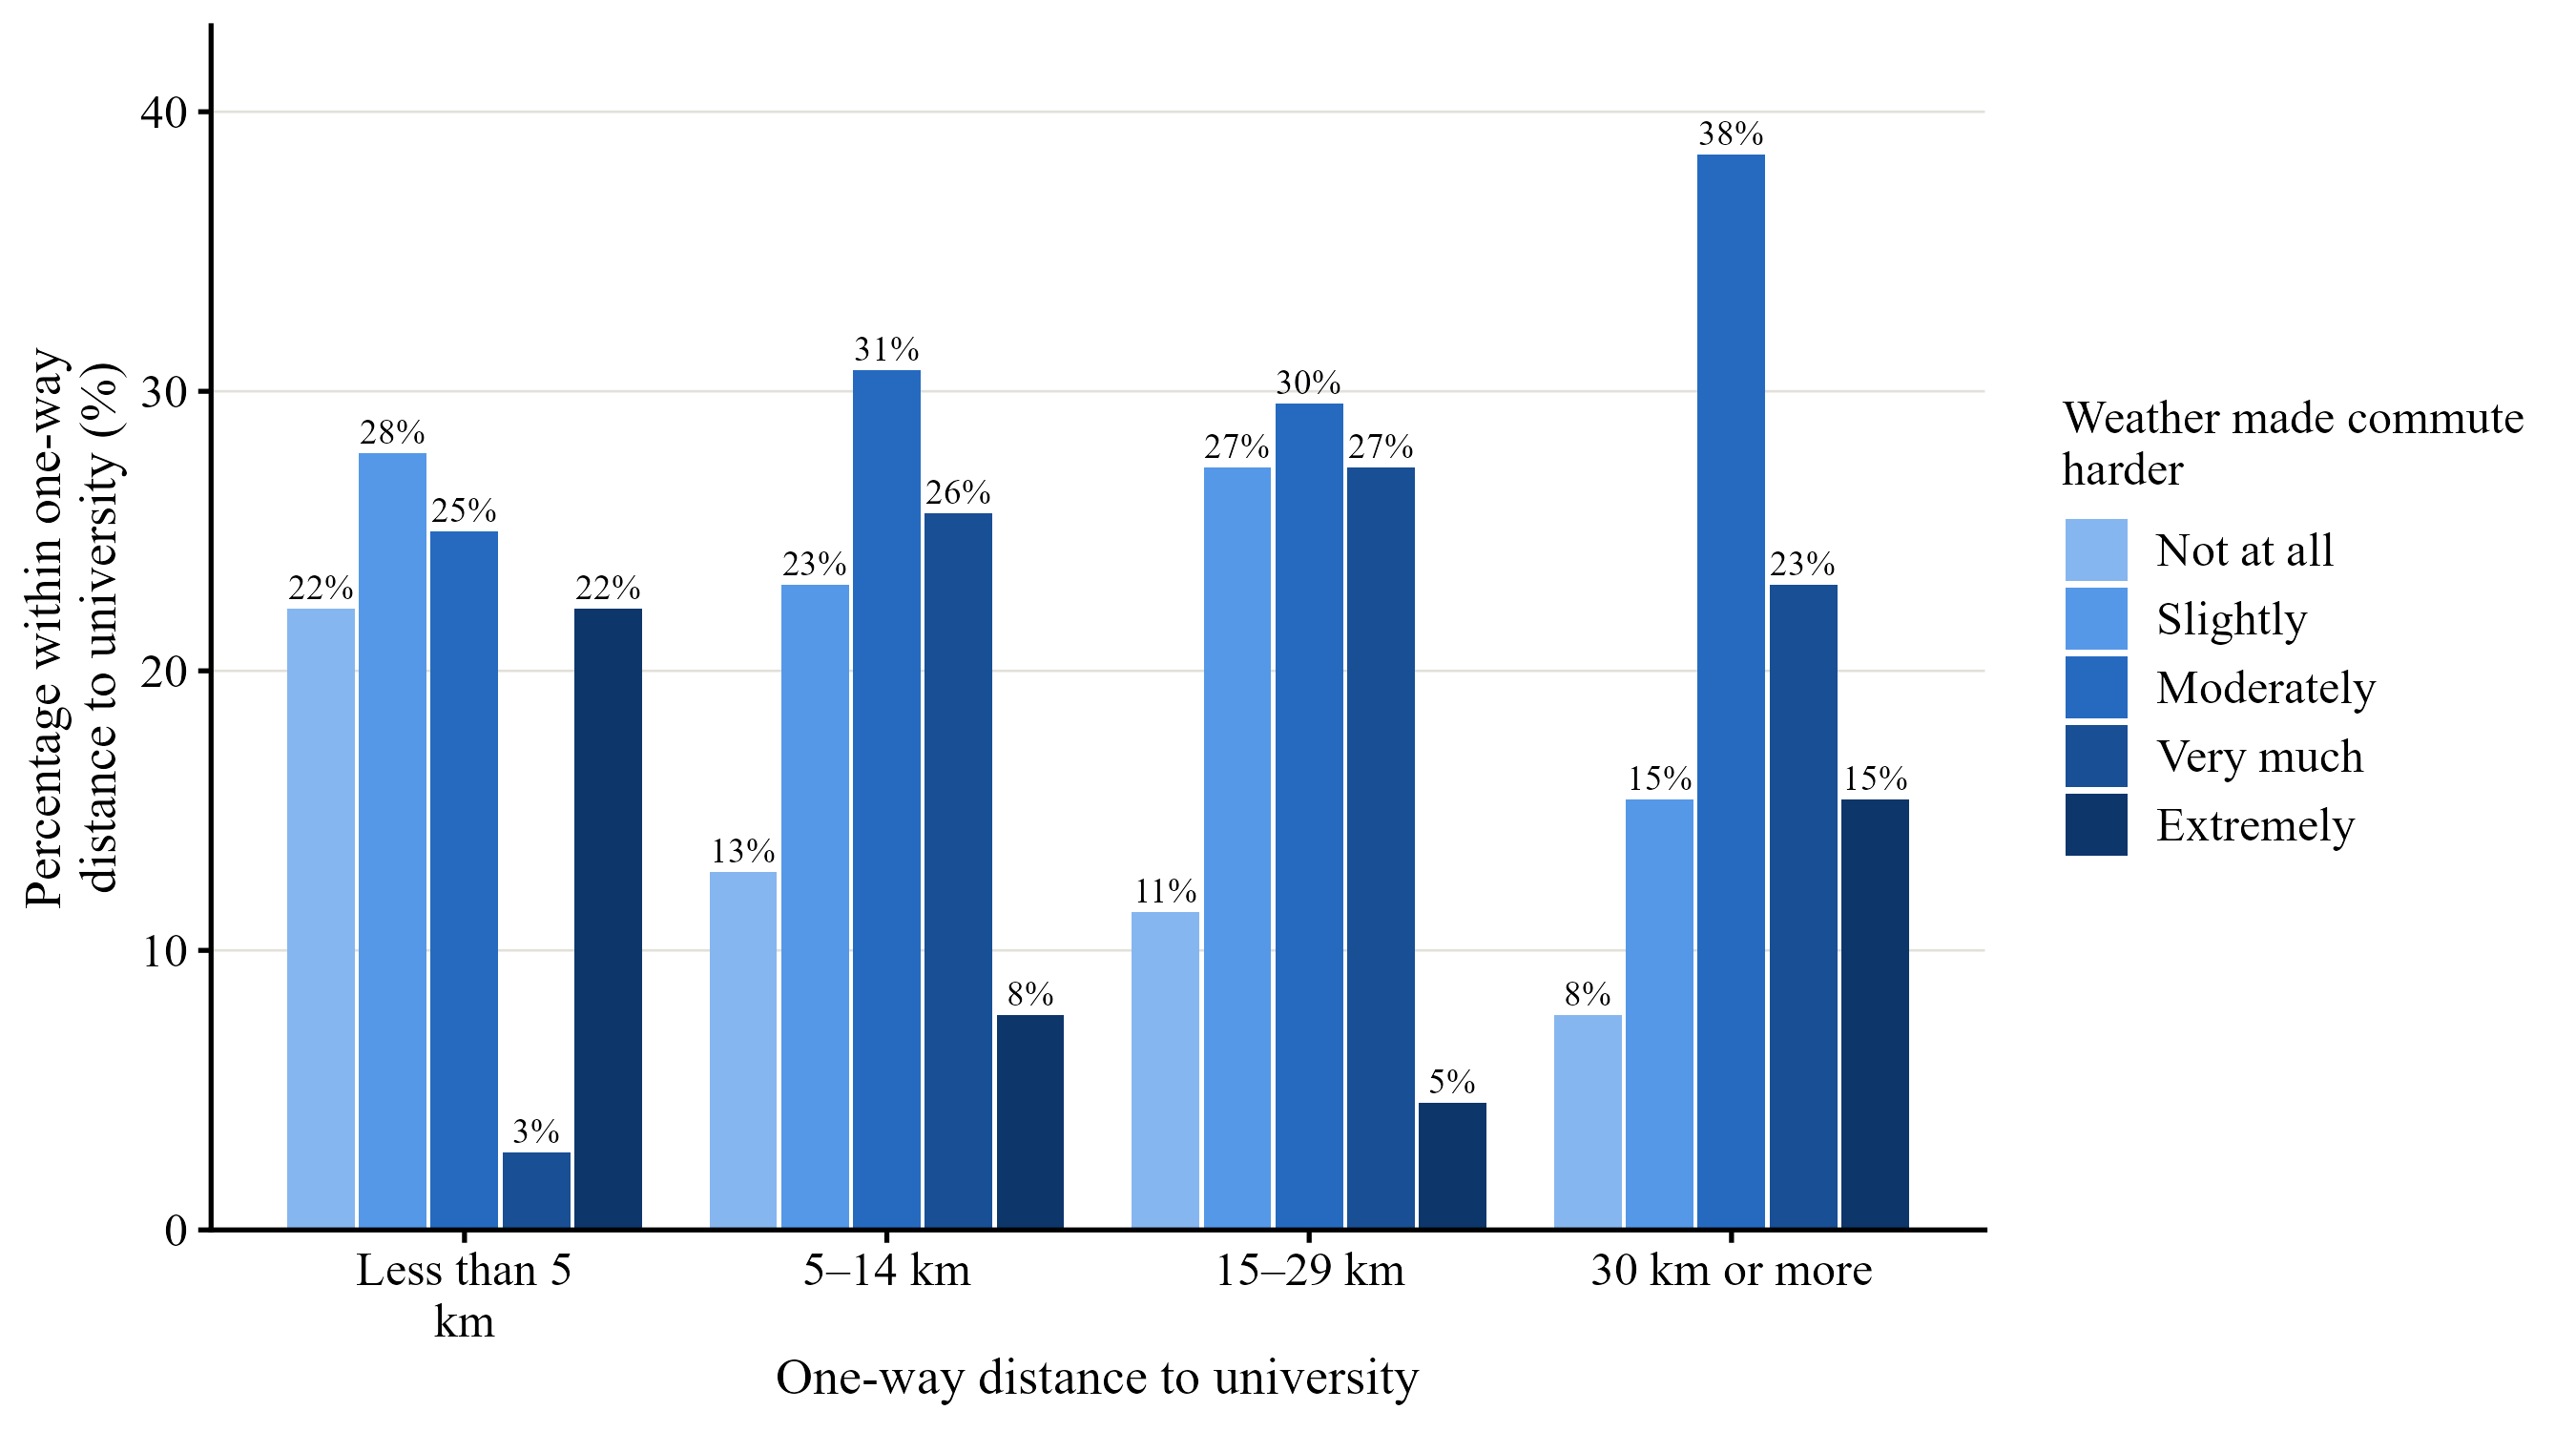 Percentage within one-way
distance to university (%)
40
30
20
10
0
22%
28%
25%
3%
22%
13%
23%
31%
26%
8%
11%
27%
30%
27%
5%
8%
15%
38%
23%
15%
Less than 5
km
5–14 km
15–29 km
30 km or more
One-way distance to university
Weather made commute
harder
Not at all
Slightly
Moderately
Very much
Extremely